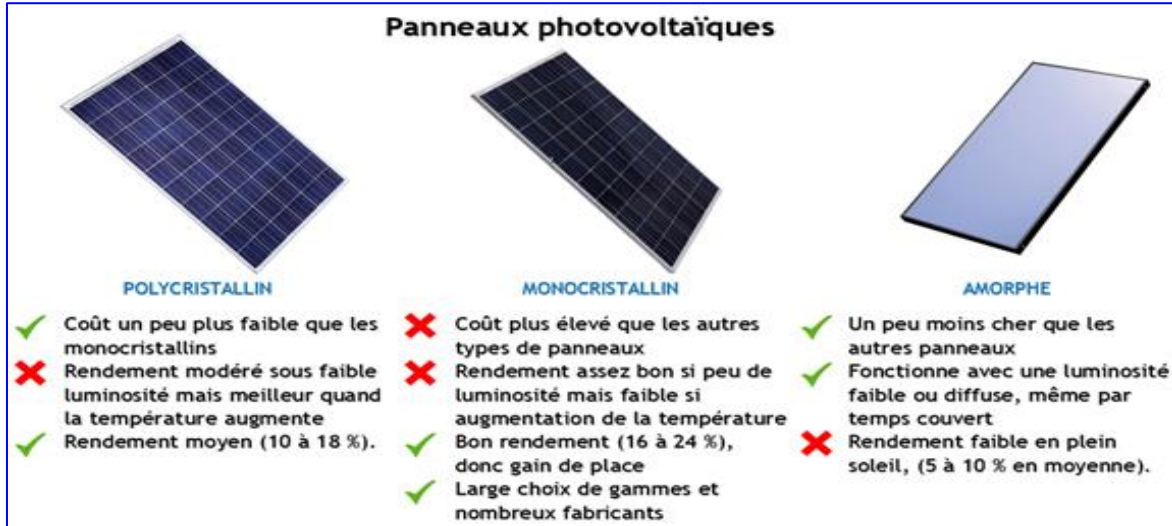 Panneaux photovoltaïques
POLYCRISTALLIN
Coût un peu plus faible que les
monocristallins
Rendement modéré sous faible
luminosité mais meilleur quand
la température augmente
Rendement moyen (10 à 18 %).
MONOCRISTALLIN
Coût plus élevé que les autres
types de panneaux
Rendement assez bon si peu de
luminosité mais faible si
augmentation de la température
Bon rendement (16 à 24 %),
donc gain de place
Large choix de gammes et
nombreux fabricants
AMORPHE
Un peu moins cher que les
autres panneaux
Fonctionne avec une luminosité
faible ou diffuse, même par
temps couvert
Rendement faible en plein
soleil, (5 à 10 % en moyenne).